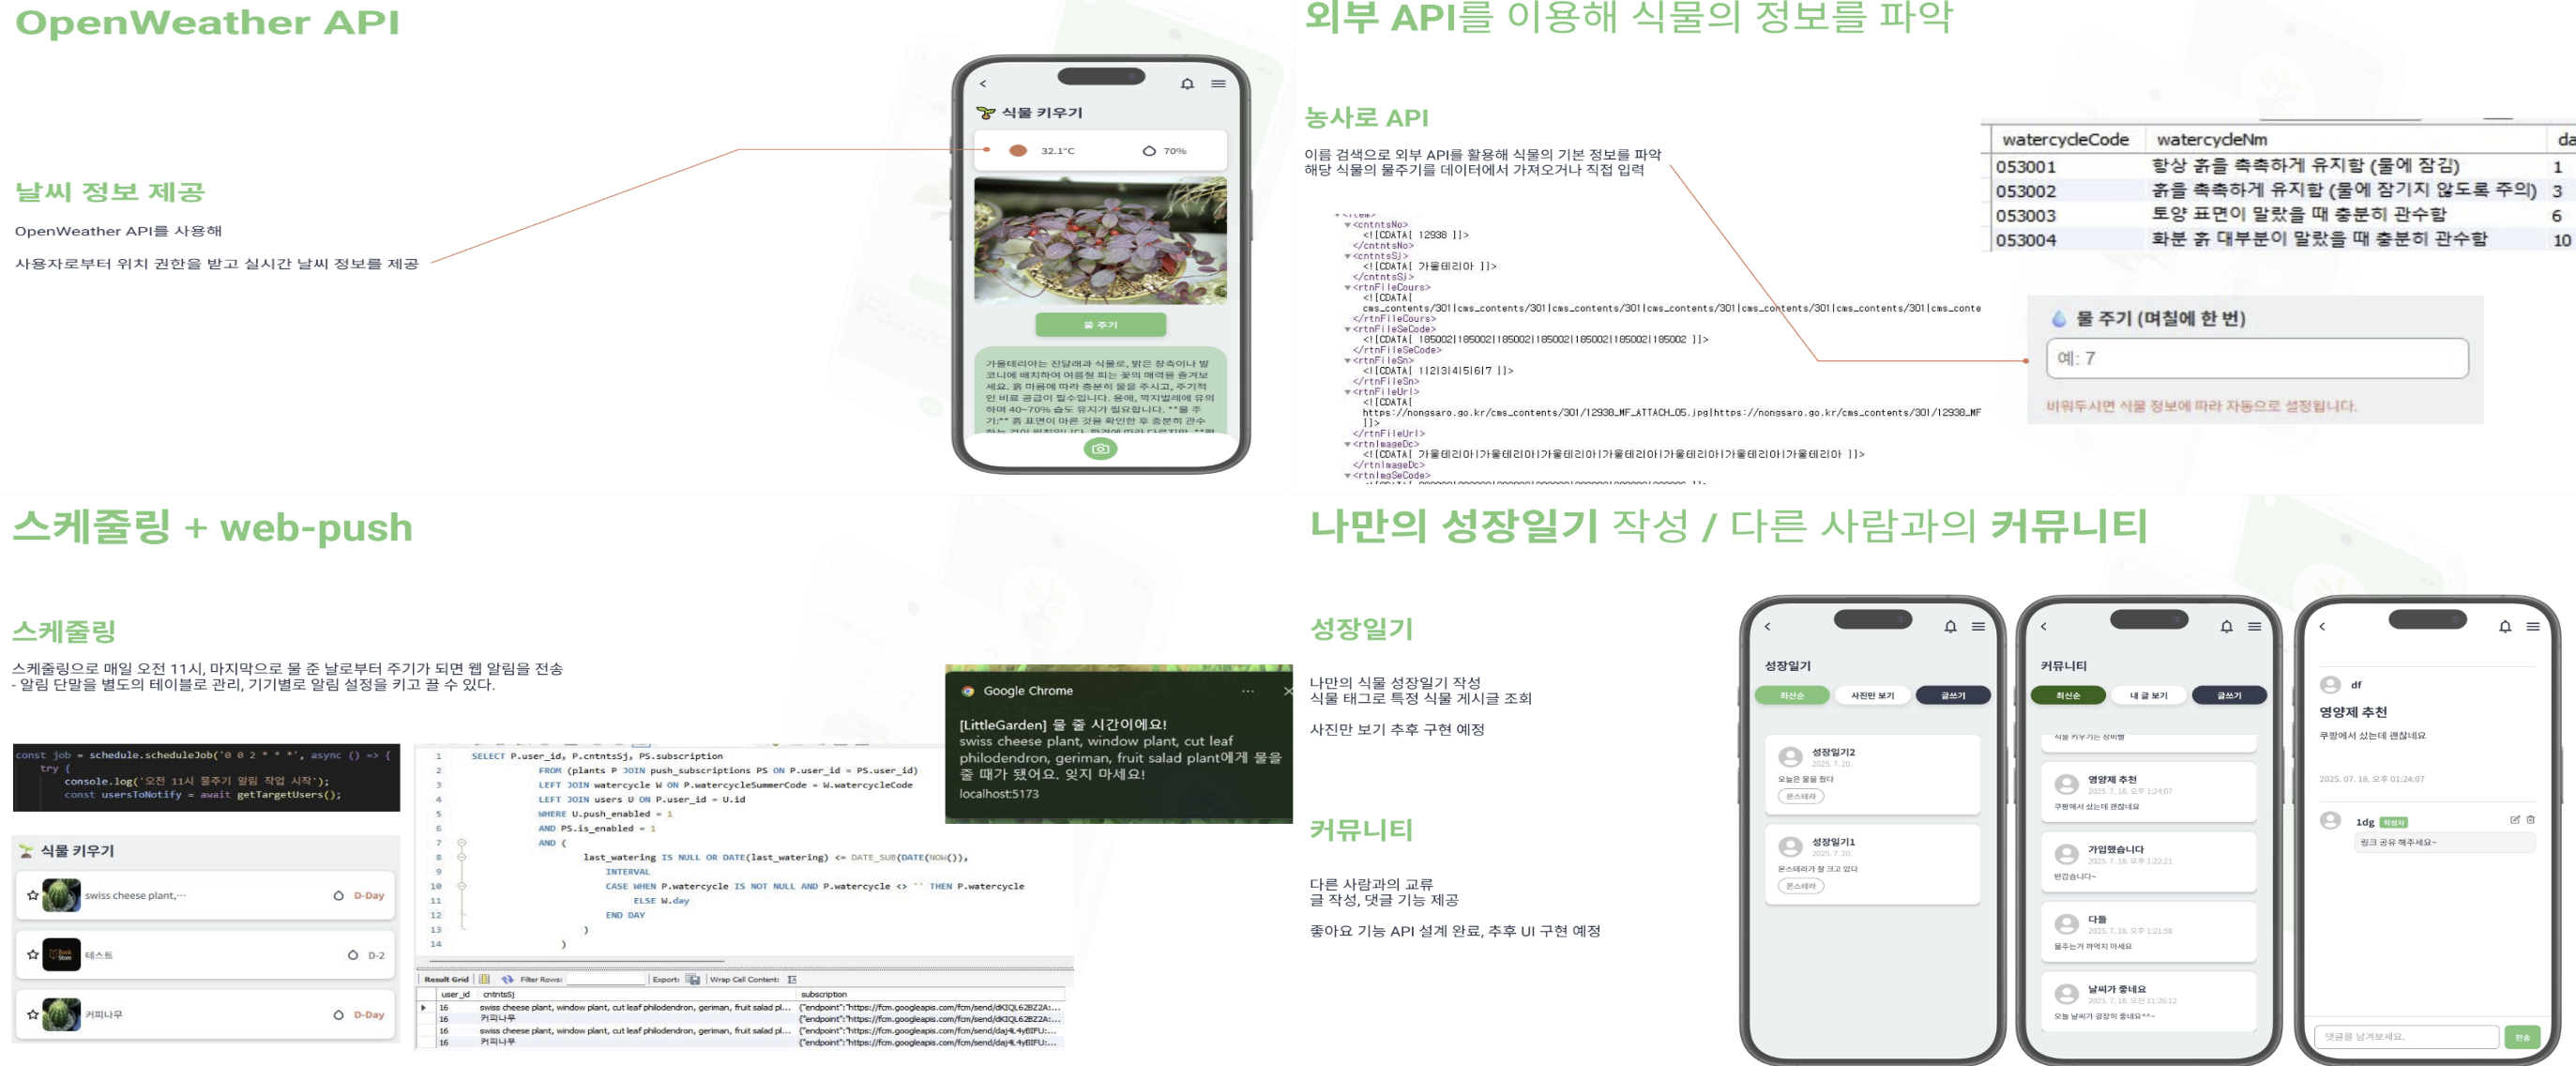 OpenWeather API
날씨 정보 제공
OpenWeather API를 사용해
사용자로부터 위치 권한을 받고 실시간 날씨 정보를 제공
식물 키우기
32.1°C
70%
물 주기
가울테리아는 진달래과 식물로, 밝은 창측이나 발
코니에 배치하여 여름철 피는 꽃의 매력을 즐겨보
세요. 흙 마름에 따라 충분히 물을 주시고, 주기적
인 비료 공급이 필수입니다. 응애, 깍지벌레에 유의
하며 40~70% 습도 유지가 필요합니다. **물 주
기:** 흙 표면이 마른 것을 확인한 후 충분히 관수
외부 API를 이용해 식물의 정보를 파악
농사로 API
이름 검색으로 외부 API를 활용해 식물의 기본 정보를 파악
해당 식물의 물주기를 데이터에서 가져오거나 직접 입력
<item>
▼<cntntsNo>
<![CDATA[ 12938 ]]>
</cntntsNo>
▼<cntntsSj>
<![CDATA[ 가울테리아 ]]>
</cntntsSj>
▼<rtnFileCours>
<![CDATA[
cms_contents/301|cms_contents/301|cms_contents/301|cms_contents/301|cms_contents/301|cms_conte
</rtnFileCours>
▼<rtnFileSeCode>
<![CDATA[ 185002|185002|185002|185002|185002|185002|185002 ]]>
</rtnFileSeCode>
▼<rtnFileSn>
<![CDATA[ 1|2|3|4|5|6|7 ]]>
</rtnFileSn>
▼<rtnFileUrl>
<![CDATA[
https://nongsaro.go.kr/cms_contents/301/12938_MF_ATTACH_05.jpg|https://nongsaro.go.kr/cms_contents/301/12938_MF
]]>
</rtnFileUrl>
▼<rtnImageDc>
<![CDATA[ 가울테리아|가울테리아|가울테리아|가울테리아|가울테리아|가울테리아|가울테리아 ]]>
</rtnImageDc>
▼<rtnImgSeCode>
watercycleCode watercycleNm da
053001 항상 흙을 축축하게 유지함 (물에 잠김) 1
053002 흙을 촉촉하게 유지함 (물에 잠기지 않도록 주의) 3
053003 토양 표면이 말랐을 때 충분히 관수함 6
053004 화분 흙 대부분이 말랐을 때 충분히 관수함 10
물 주기 (며칠에 한 번)
예: 7
비워두시면 식물 정보에 따라 자동으로 설정됩니다.
스케줄링 + web-push
스케줄링
스케줄링으로 매일 오전 11시, 마지막으로 물 준 날로부터 주기가 되면 웹 알림을 전송
- 알림 단말을 별도의 테이블로 관리, 기기별로 알림 설정을 키고 끌 수 있다.
const job = schedule.scheduleJob('0 0 2 * * *', async () => {
try {
console.log('오전 11시 물주기 알림 작업 시작');
const usersToNotify = await getTargetUsers();
식물 키우기
swiss cheese plant,⋯ D-Day
테스트 D-2
커피나무 D-Day
1 SELECT P.user_id, P.cntntsSj, PS.subscription
2 FROM (plants P JOIN push_subscriptions PS ON P.user_id = PS.user_id)
3 LEFT JOIN watercycle W ON P.watercycleSummerCode = W.watercycleCode
4 LEFT JOIN users U ON P.user_id = U.id
5 WHERE U.push_enabled = 1
6 AND PS.is_enabled = 1
7 AND (
8 last_watering IS NULL OR DATE(last_watering) <= DATE_SUB(DATE(NOW()),
9 INTERVAL
10 CASE WHEN P.watercycle IS NOT NULL AND P.watercycle <> '' THEN P.watercycle
11 ELSE W.day
12 END DAY
13 )
14 )
Result Grid Filter Rows: Export: Wrap Cell Content:
user_id cntntsSj subscription
16 swiss cheese plant, window plant, cut leaf philodendron, geriman, fruit salad pl... {"endpoint":"https://fcm.googleapis.com/fcm/send/dKIQL62BZ2A:...
16 커피나무 {"endpoint":"https://fcm.googleapis.com/fcm/send/dKIQL62BZ2A:...
16 swiss cheese plant, window plant, cut leaf philodendron, geriman, fruit salad pl... {"endpoint":"https://fcm.googleapis.com/fcm/send/daj4L4yBIFU:...
16 커피나무 {"endpoint":"https://fcm.googleapis.com/fcm/send/daj4L4yBIFU:...
Google Chrome
[LittleGarden] 물 줄 시간이에요!
swiss cheese plant, window plant, cut leaf
philodendron, geriman, fruit salad plant에게 물을
줄 때가 됐어요. 잊지 마세요!
localhost:5173
나만의 성장일기 작성 / 다른 사람과의 커뮤니티
성장일기
나만의 식물 성장일기 작성
식물 태그로 특정 식물 게시글 조회
사진만 보기 추후 구현 예정
커뮤니티
다른 사람과의 교류
글 작성, 댓글 기능 제공
좋아요 기능 API 설계 완료, 추후 UI 구현 예정
성장일기
최신순 사진만 보기 글쓰기
성장일기2
2025. 7. 20.
오늘은 물을 줬다
몬스테라
성장일기1
2025. 7. 20.
몬스테라가 잘 크고 있다
몬스테라
커뮤니티
최신순 내 글 보기 글쓰기
식물 키우기는 장비빨
영양제 추천
2025. 7. 18. 오후 1:24:07
쿠팡에서 샀는데 괜찮네요
가입했습니다
2025. 7. 18. 오후 1:22:21
반갑습니다~
다들
2025. 7. 18. 오후 1:21:58
물주는거 까먹지 마세요
날씨가 좋네요
2025. 7. 18. 오전 11:26:12
오늘 날씨가 굉장히 좋네요^^~
df
영양제 추천
쿠팡에서 샀는데 괜찮네요
2025. 07. 18. 오후 01:24:07
1dg 작성자
링크 공유 해주세요~
댓글을 남겨보세요.
전송